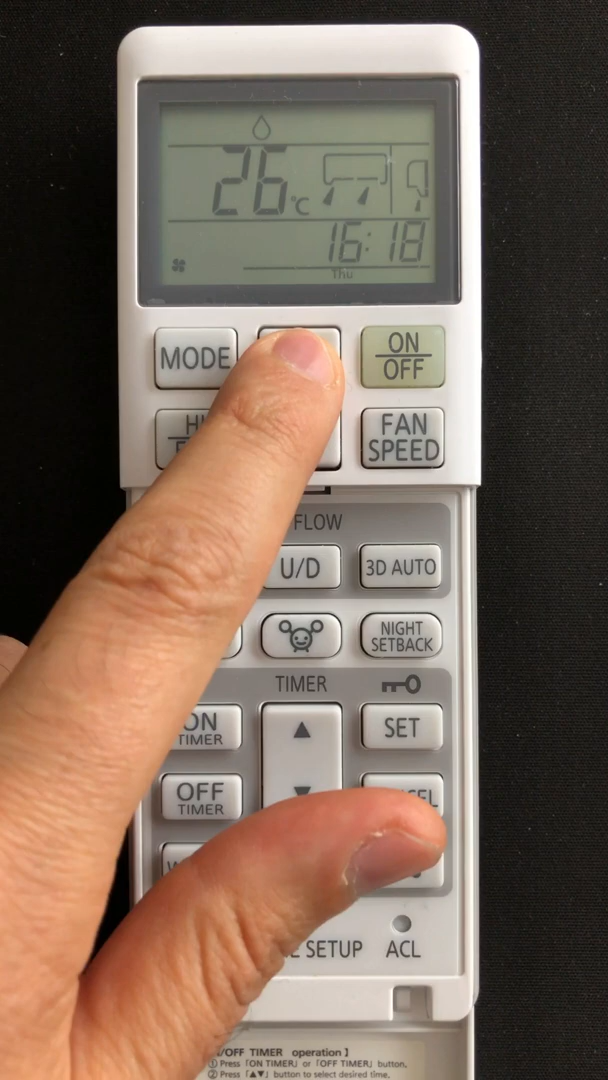 26°C
16:18
Thu
MODE
ON
OFF
FAN
SPEED
FLOW
U/D
3D AUTO
NIGHT
SETBACK
TIMER
ON
TIMER
SET
OFF
TIMER
SETUP
ACL
/OFF TIMER operation】
① Press「ON TIMER」or「OFF TIMER」button.
② Press「▲▼」button to select desired time.